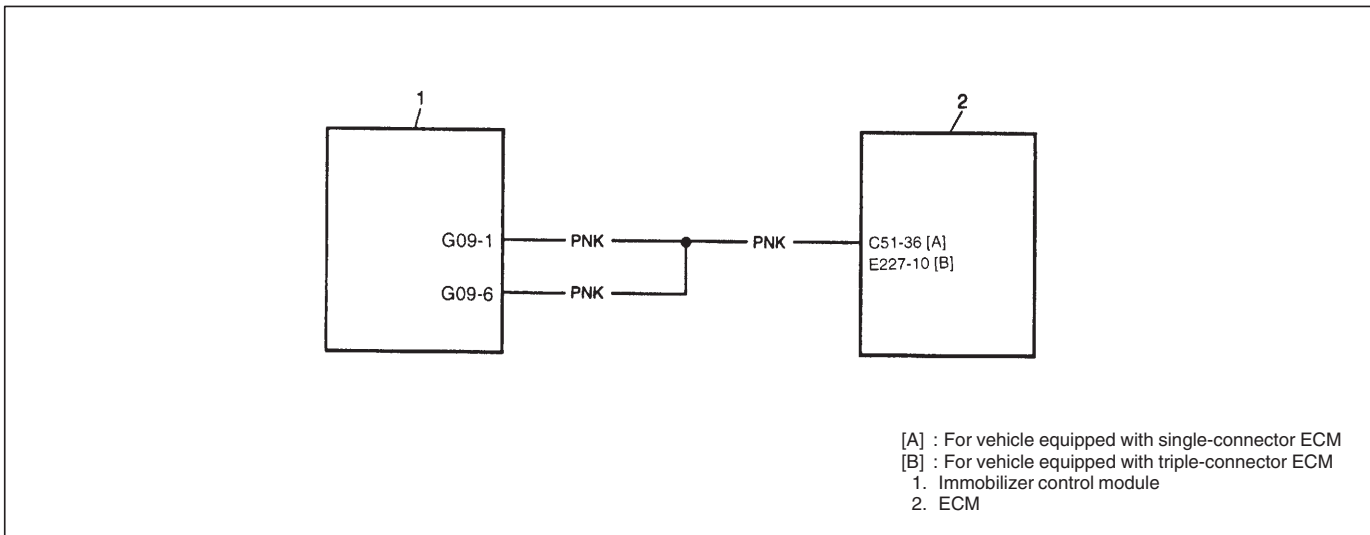 1
2
G09-1
PNK
PNK
C51-36 [A]
E227-10 [B]
G09-6
PNK
[A] : For vehicle equipped with single-connector ECM
[B] : For vehicle equipped with triple-connector ECM
1. Immobilizer control module
2. ECM